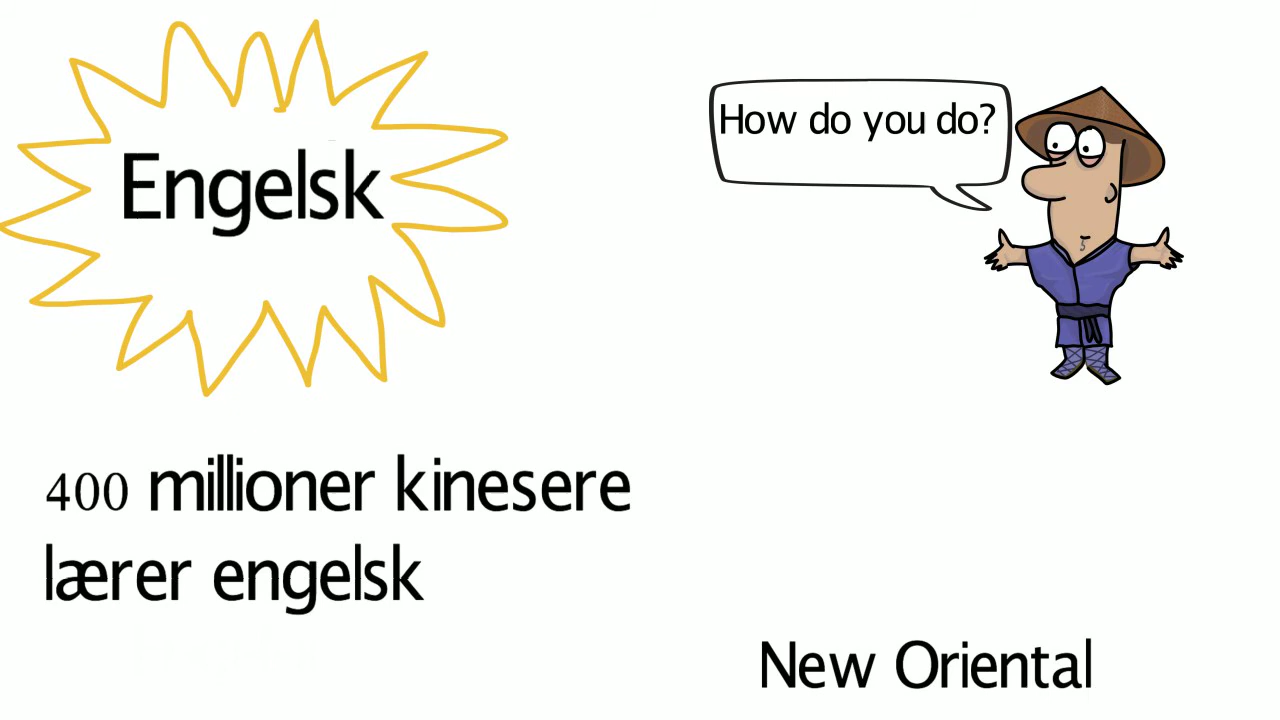 Engelsk
How do you do?
400 millioner kinesere
lærer engelsk
New Oriental